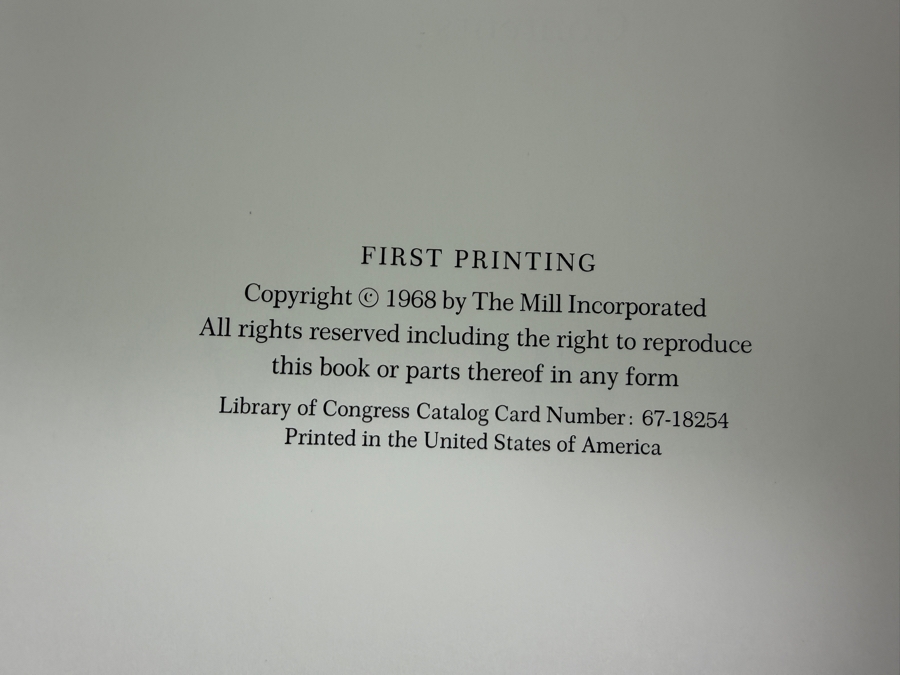 FIRST PRINTING
Copyright © 1968 by The Mill Incorporated
All rights reserved including the right to reproduce
this book or parts thereof in any form
Library of Congress Catalog Card Number: 67-18254
Printed in the United States of America